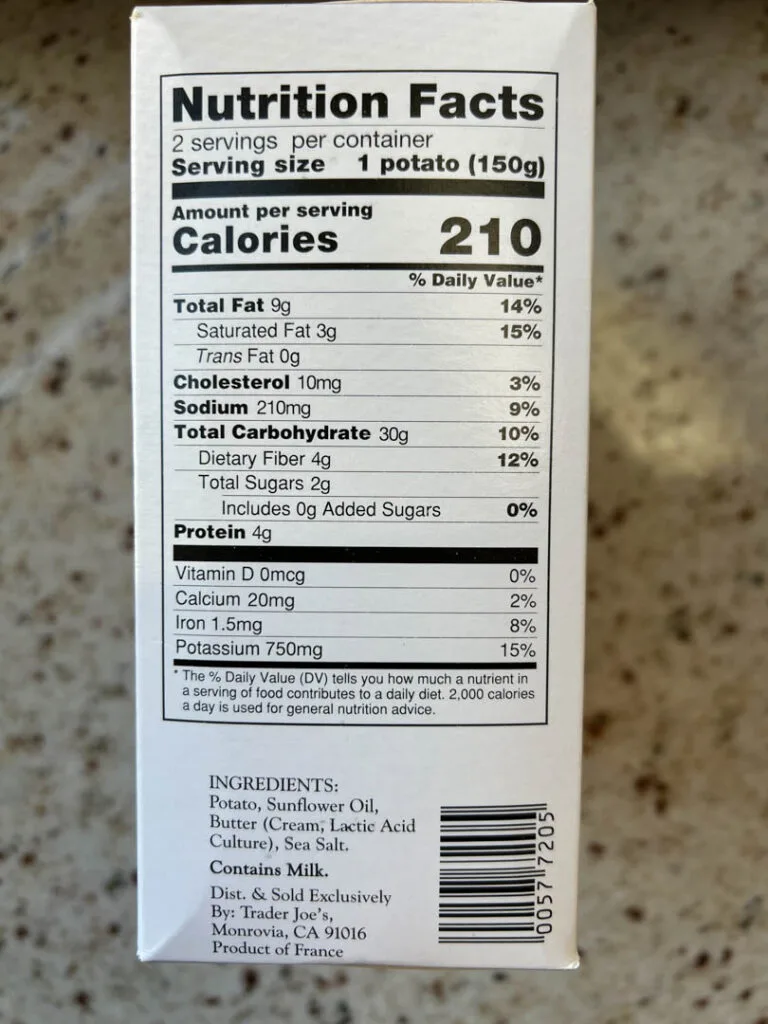 Nutrition Facts
2 servings per container
Serving size 1 potato (150g)
Amount per serving
Calories 210
% Daily Value*
Total Fat 9g 14%
Saturated Fat 3g 15%
Trans Fat 0g
Cholesterol 10mg 3%
Sodium 210mg 9%
Total Carbohydrate 30g 10%
Dietary Fiber 4g 12%
Total Sugars 2g
Includes 0g Added Sugars 0%
Protein 4g
Vitamin D 0mcg 0%
Calcium 20mg 2%
Iron 1.5mg 8%
Potassium 750mg 15%
* The % Daily Value (DV) tells you how much a nutrient in
a serving of food contributes to a daily diet. 2,000 calories
a day is used for general nutrition advice.
INGREDIENTS:
Potato, Sunflower Oil,
Butter (Cream, Lactic Acid
Culture), Sea Salt.
Contains Milk.
Dist. & Sold Exclusively
By: Trader Joe's,
Monrovia, CA 91016
Product of France
0057 7205